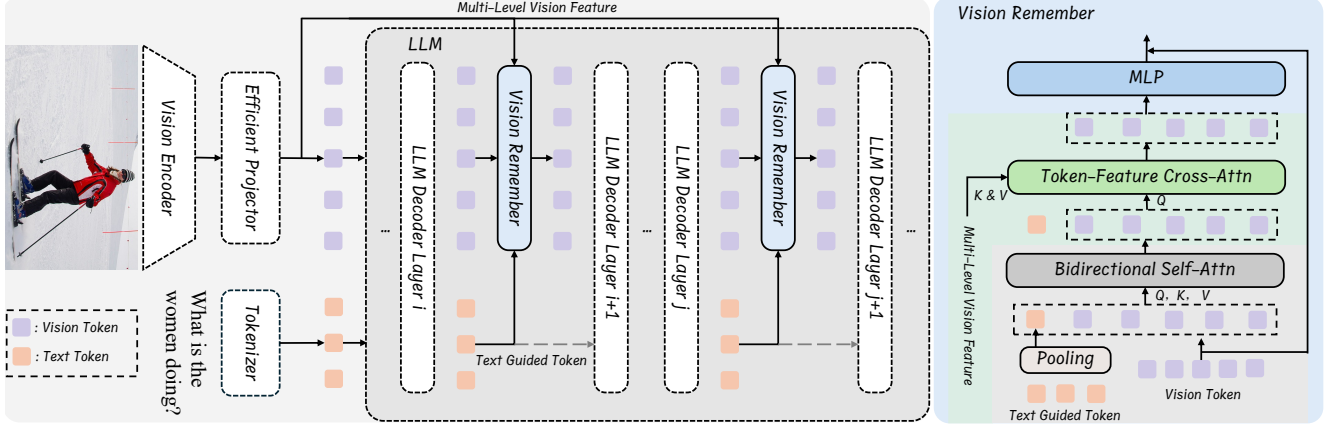 Multi-Level Vision Feature
LLM
Vision Encoder
Efficient Projector
...
LLM Decoder Layer i
Vision Remember
LLM Decoder Layer i+1
...
LLM Decoder Layer j
Vision Remember
LLM Decoder Layer j+1
...
: Vision Token
: Text Token
What is the
women doing?
Tokenizer
Text Guided Token
Vision Remember
MLP
Token-Feature Cross-Attn
K & V
Q
Multi-Level Vision Feature
Bidirectional Self-Attn
Q, K, V
Pooling
Vision Token
Text Guided Token